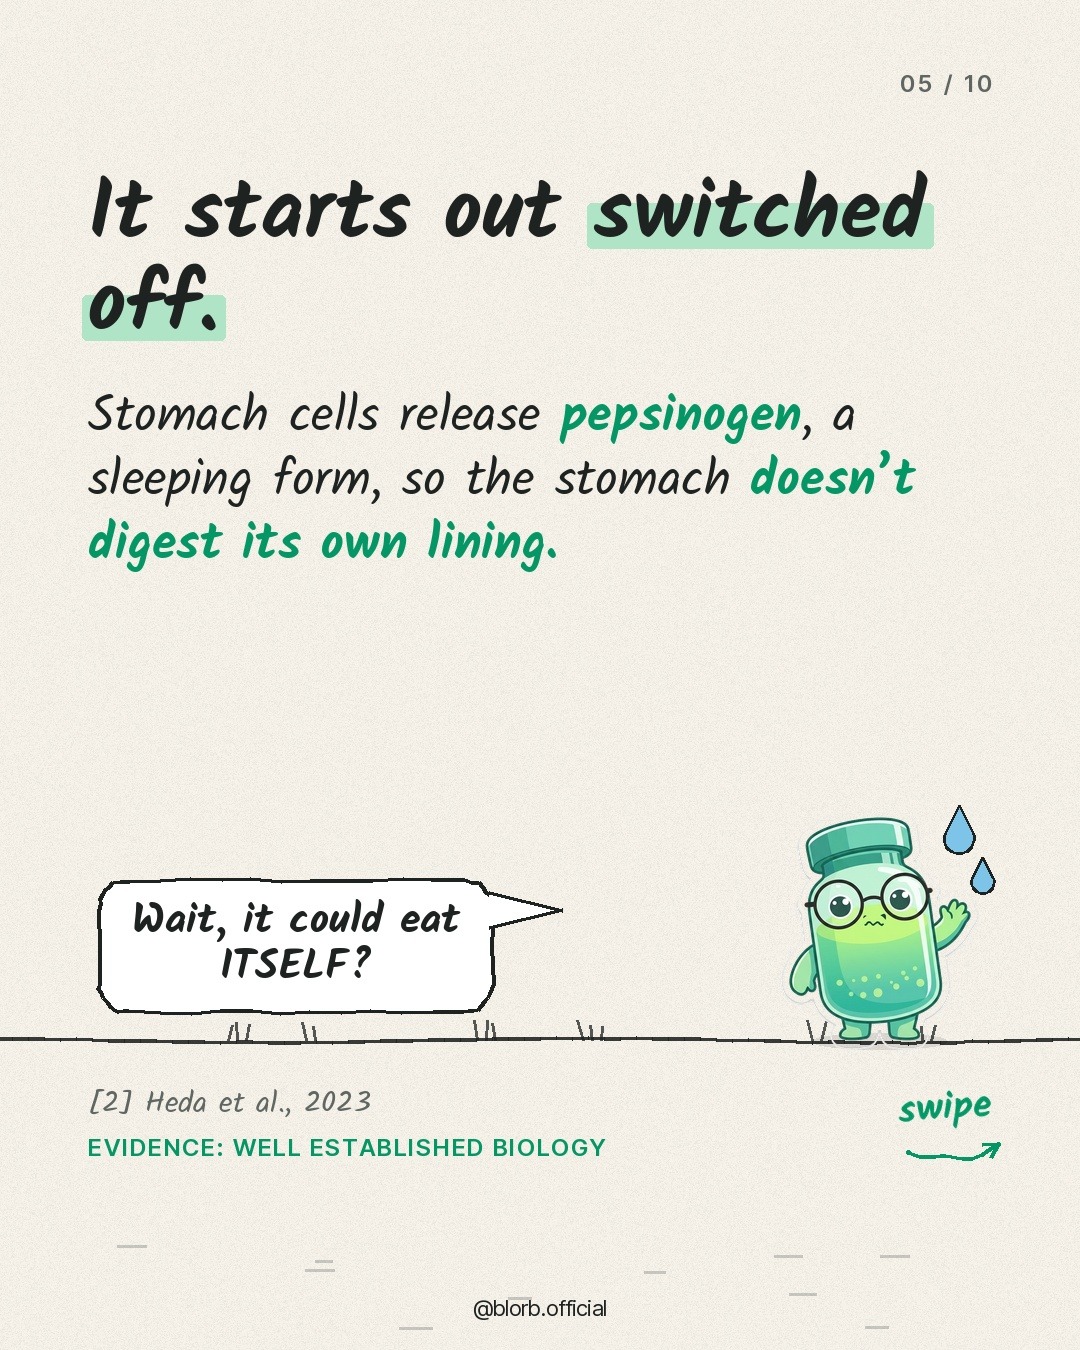 05 / 10
It starts out switched
off.
Stomach cells release pepsinogen, a
sleeping form, so the stomach doesn’t
digest its own lining.
Wait, it could eat
ITSELF?
[2] Heda et al., 2023
EVIDENCE: WELL ESTABLISHED BIOLOGY
swipe
@blorb.official